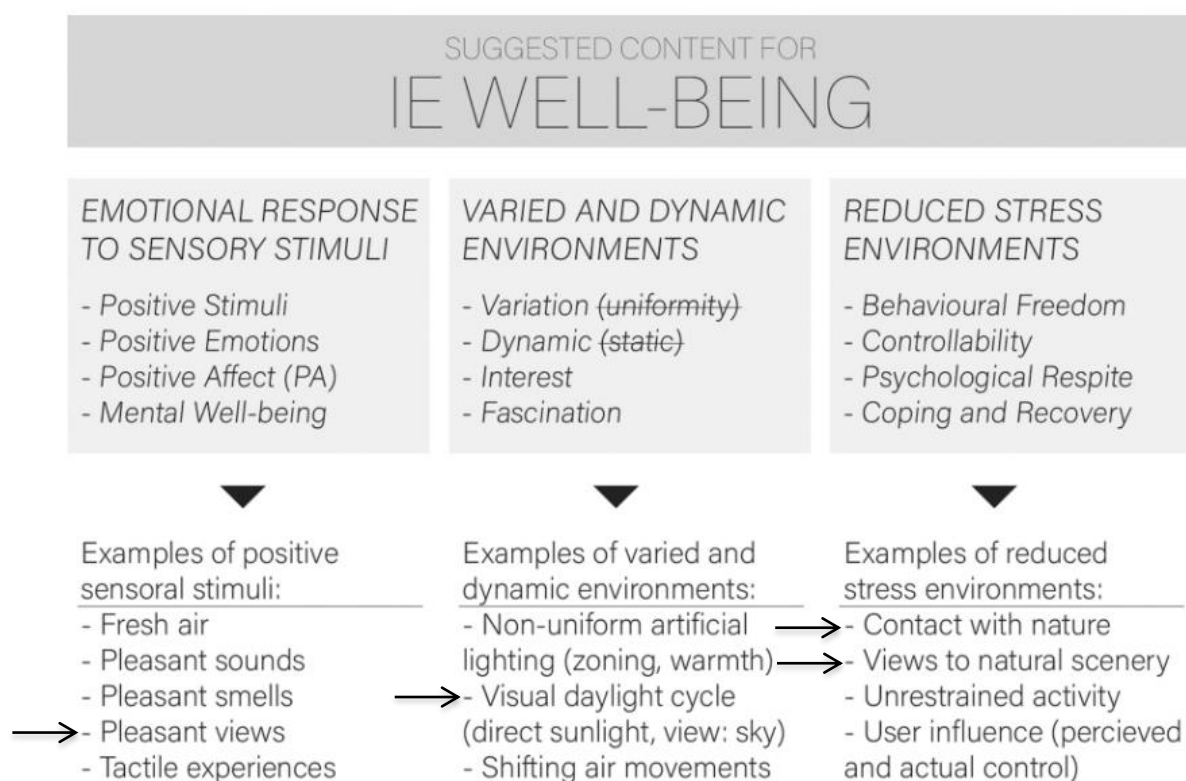 SUGGESTED CONTENT FOR
IE WELL-BEING
EMOTIONAL RESPONSE
TO SENSORY STIMULI
- Positive Stimuli
- Positive Emotions
- Positive Affect (PA)
- Mental Well-being
VARIED AND DYNAMIC
ENVIRONMENTS
- Variation (uniformity)
- Dynamic (static)
- Interest
- Fascination
REDUCED STRESS
ENVIRONMENTS
- Behavioural Freedom
- Controllability
- Psychological Respite
- Coping and Recovery
Examples of positive
sensoral stimuli:
- Fresh air
- Pleasant sounds
- Pleasant smells
- Pleasant views
- Tactile experiences
Examples of varied and
dynamic environments:
- Non-uniform artificial
lighting (zoning, warmth)
- Visual daylight cycle
(direct sunlight, view: sky)
- Shifting air movements
Examples of reduced
stress environments:
- Contact with nature
- Views to natural scenery
- Unrestrained activity
- User influence (percieved
and actual control)